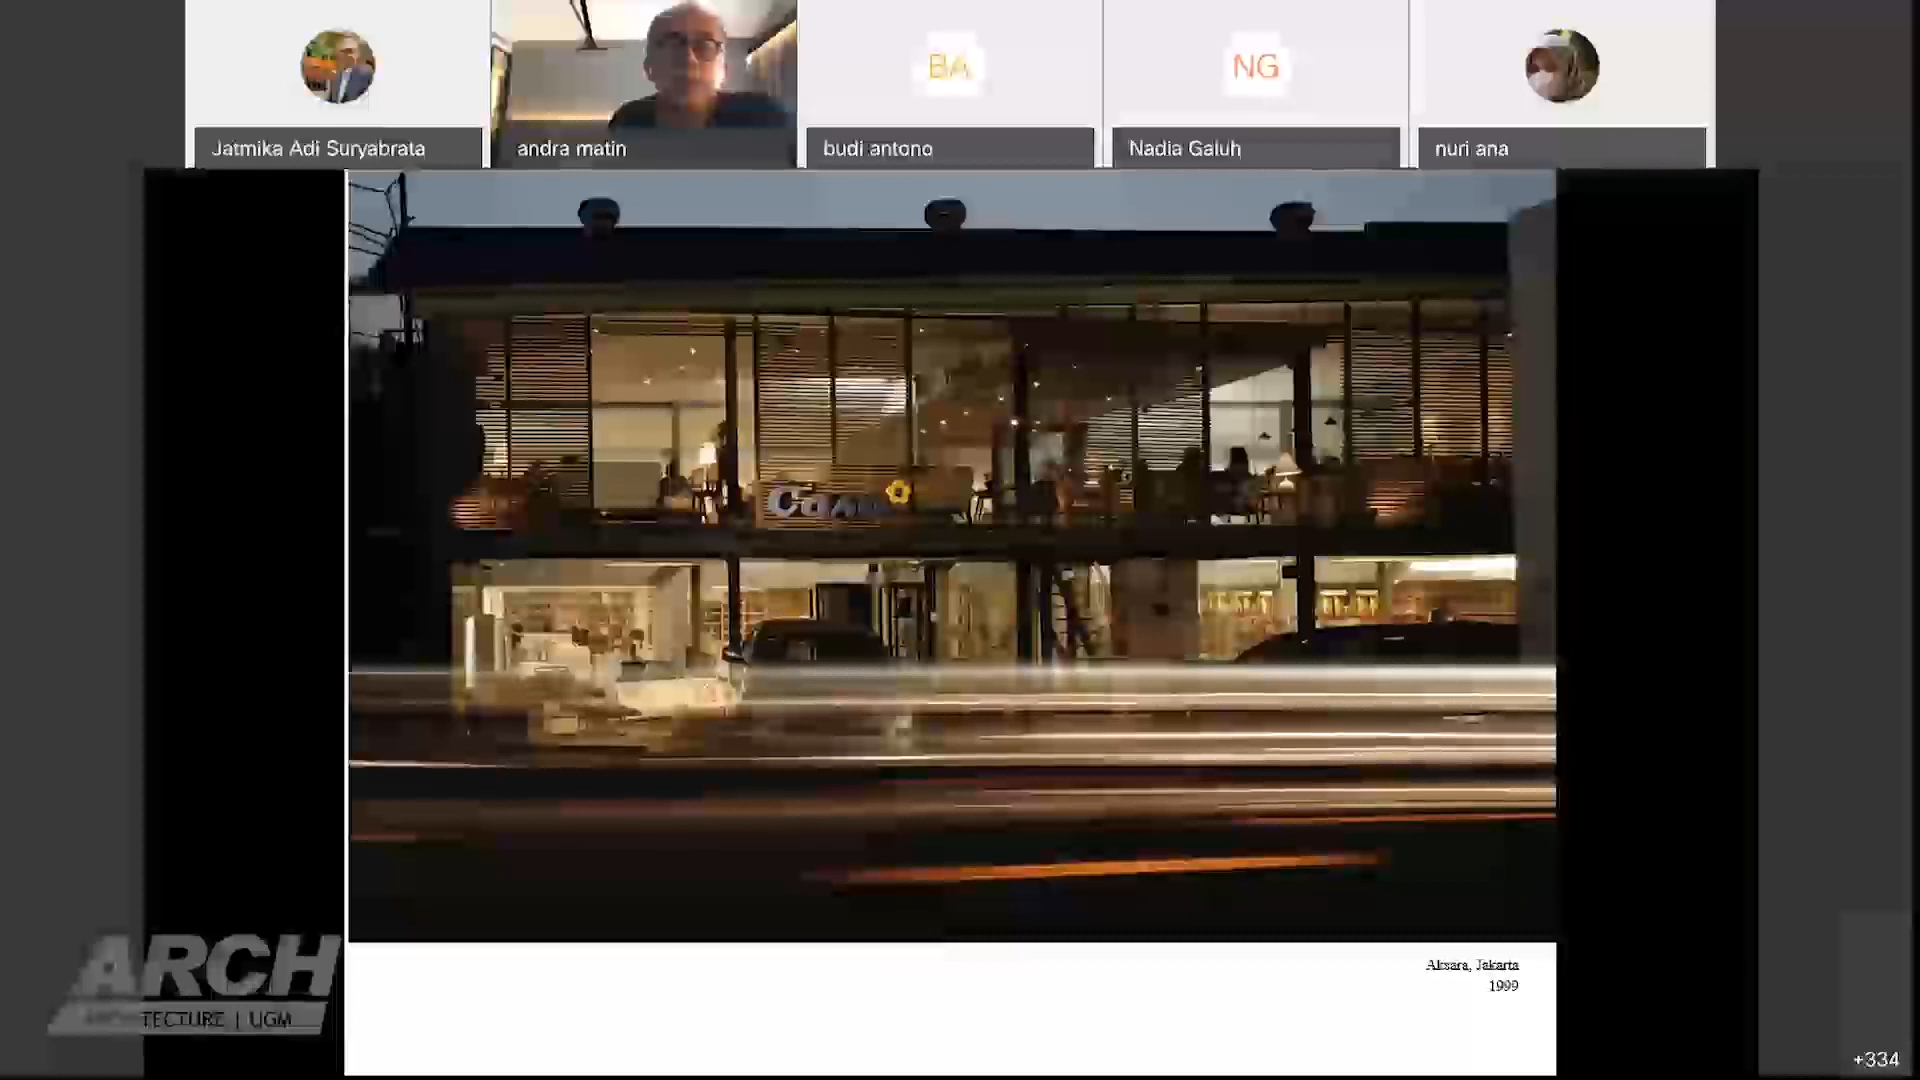 BA
NG
Jatmika Adi Suryabrata
andra matin
budi antono
Nadia Galuh
nuri ana
Aksara, Jakarta
1999
ARCH
TECTURE | UGM
+334